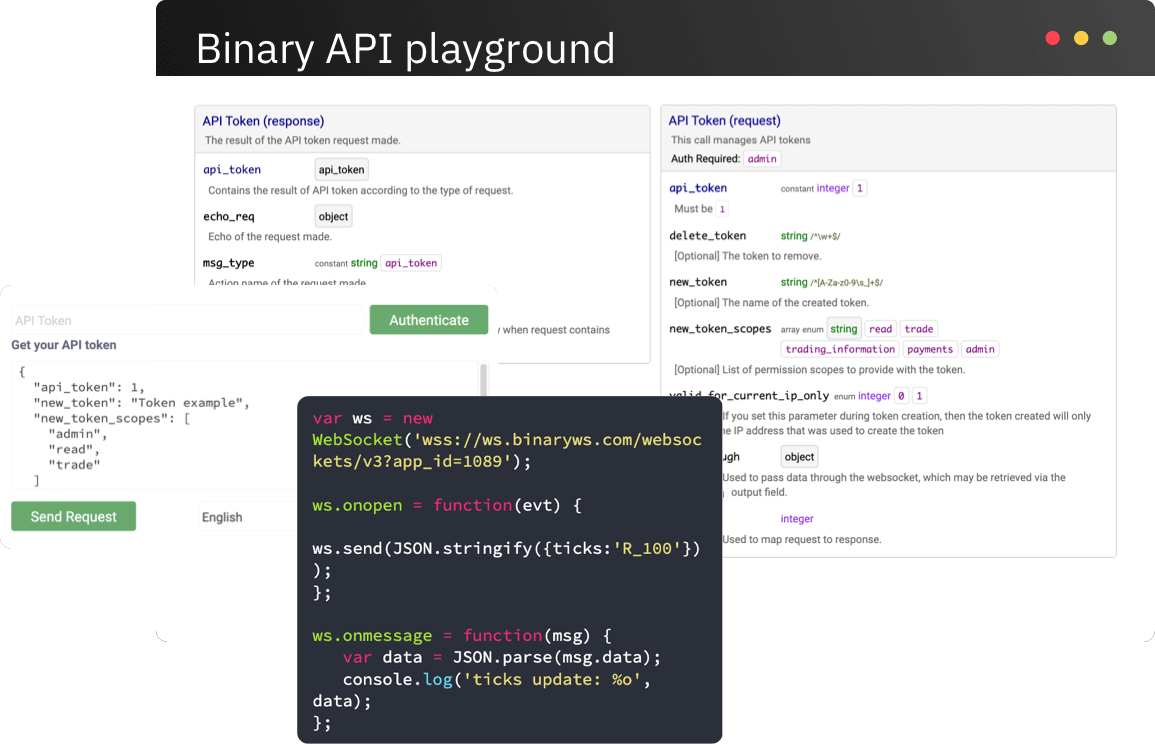 Binary API playground
API Token (response)
The result of the API token request made.
api_token api_token
Contains the result of API token according to the type of request.
echo_req object
Echo of the request made.
msg_type constant string api_token
Action name of the request made
y when request contains
API Token (request)
This call manages API tokens
Auth Required: admin
api_token constant integer 1
Must be 1
delete_token string /^\w+$/
[Optional] The token to remove.
new_token string /^[A-Za-z0-9\s_]+$/
[Optional] The name of the created token.
new_token_scopes array enum string read trade
trading_information payments admin
[Optional] List of permission scopes to provide with the token.
valid_for_current_ip_only enum integer 0 1
If you set this parameter during token creation, then the token created will only
e IP address that was used to create the token
ugh object
Used to pass data through the websocket, which may be retrieved via the
output field.
integer
Used to map request to response.
API Token
Authenticate
Get your API token
{
"api_token": 1,
"new_token": "Token example",
"new_token_scopes": [
"admin",
"read",
"trade"
]
Send Request
English
var ws = new
WebSocket('wss://ws.binaryws.com/websoc
kets/v3?app_id=1089');
ws.onopen = function(evt) {
ws.send(JSON.stringify({ticks:'R_100'})
);
};
ws.onmessage = function(msg) {
var data = JSON.parse(msg.data);
console.log('ticks update: %o',
data);
};